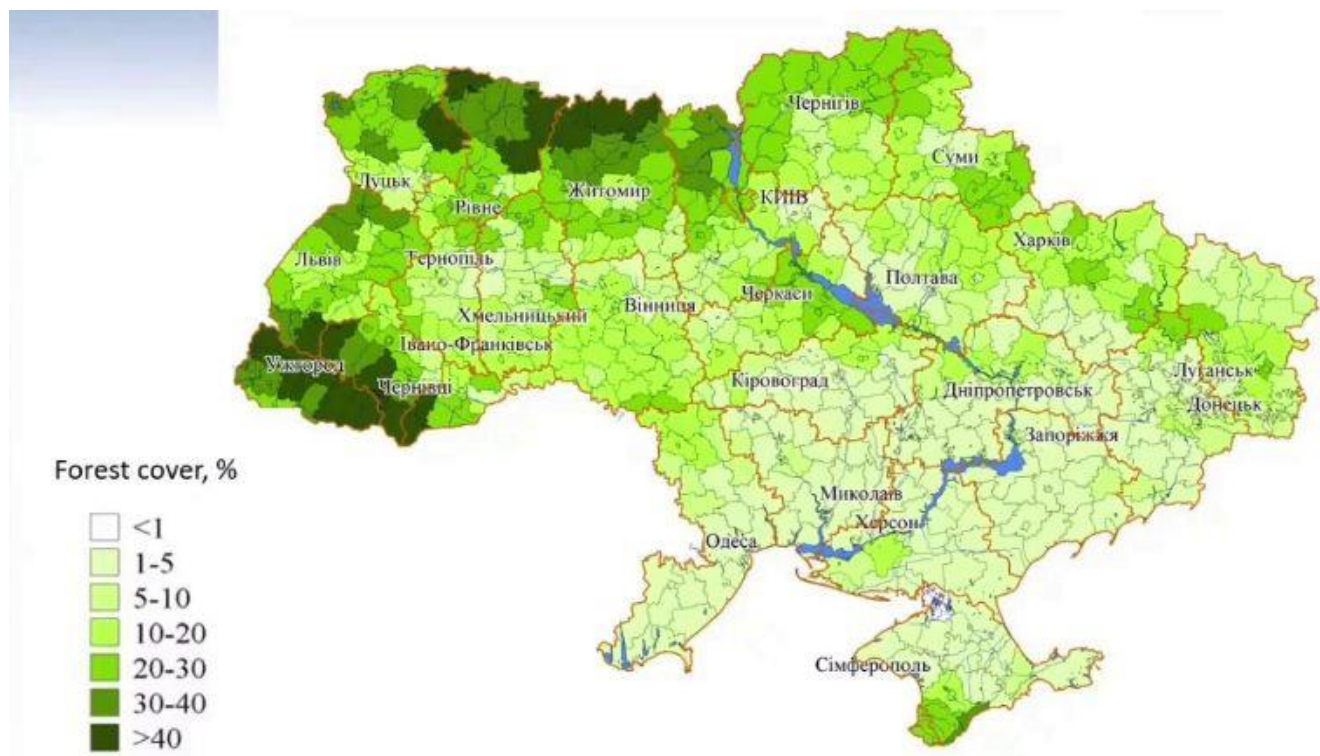 Чернігів
Суми
Луцьк
Рівне
Житомир
КИЇВ
Харків
Львів
Тернопіль
Полтава
Черкаси
Вінниця
Хмельницький
Івано-Франківськ
Ужгород
Чернівці
Кіровоград
Дніпропетровськ
Луганськ
Донецьк
Запоріжжя
Миколаїв
Херсон
Одеса
Сімферополь
Forest cover, %
<1
1-5
5-10
10-20
20-30
30-40
>40